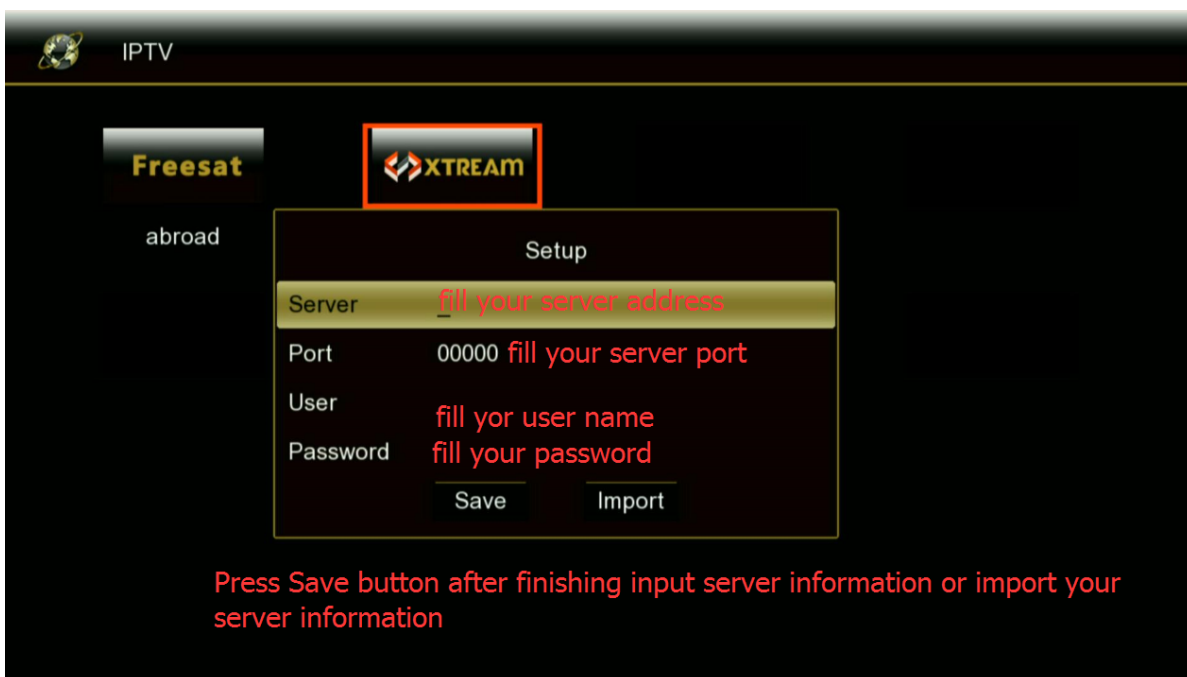 IPTV
Freesat
XTREAM
abroad
Setup
Server fill your server address
Port 00000 fill your server port
User fill yor user name
Password fill your password
Save Import
Press Save button after finishing input server information or import your
server information